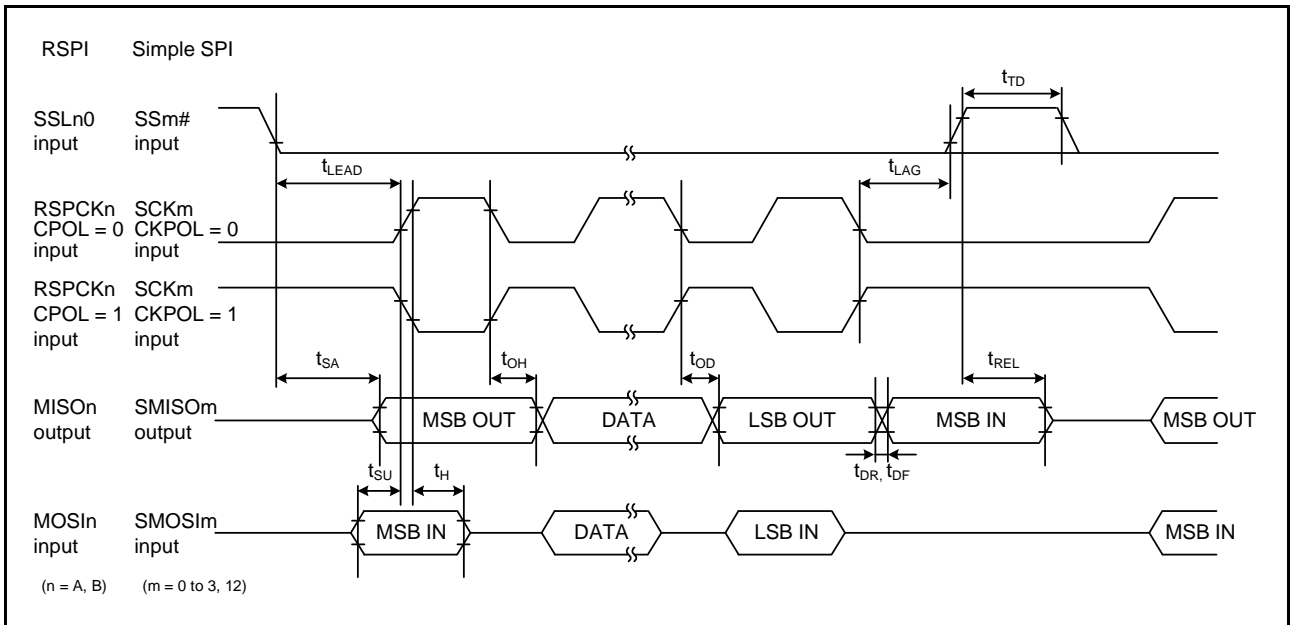 RSPI Simple SPI
tTD
SSLn0 SSm#
input input
tLEAD
tLAG
RSPCKn SCKm
CPOL = 0 CKPOL = 0
input input
RSPCKn SCKm
CPOL = 1 CKPOL = 1
input input
tSA
tOH
tOD
tREL
MISOn SMISOm
output output
MSB OUT
DATA
LSB OUT
MSB IN
MSB OUT
tSU
tH
tDR, tDF
MOSIn SMOSIm
input input
MSB IN
DATA
LSB IN
MSB IN
(n = A, B) (m = 0 to 3, 12)